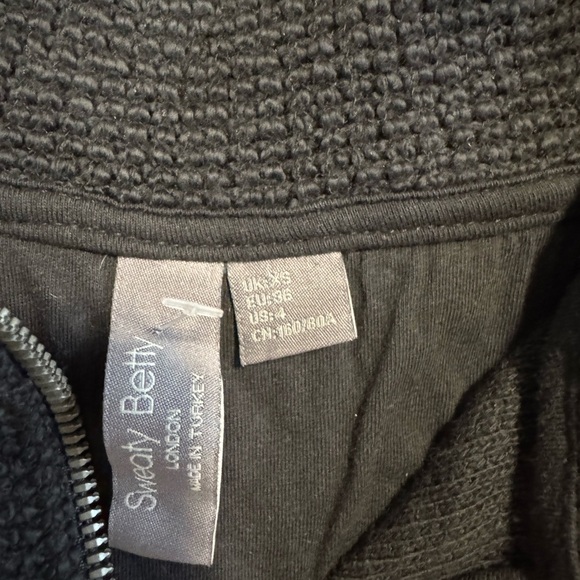 Sweaty Betty
LONDON
MADE IN TURKEY
UK:XS
EU:36
US:4
CN:160/80A